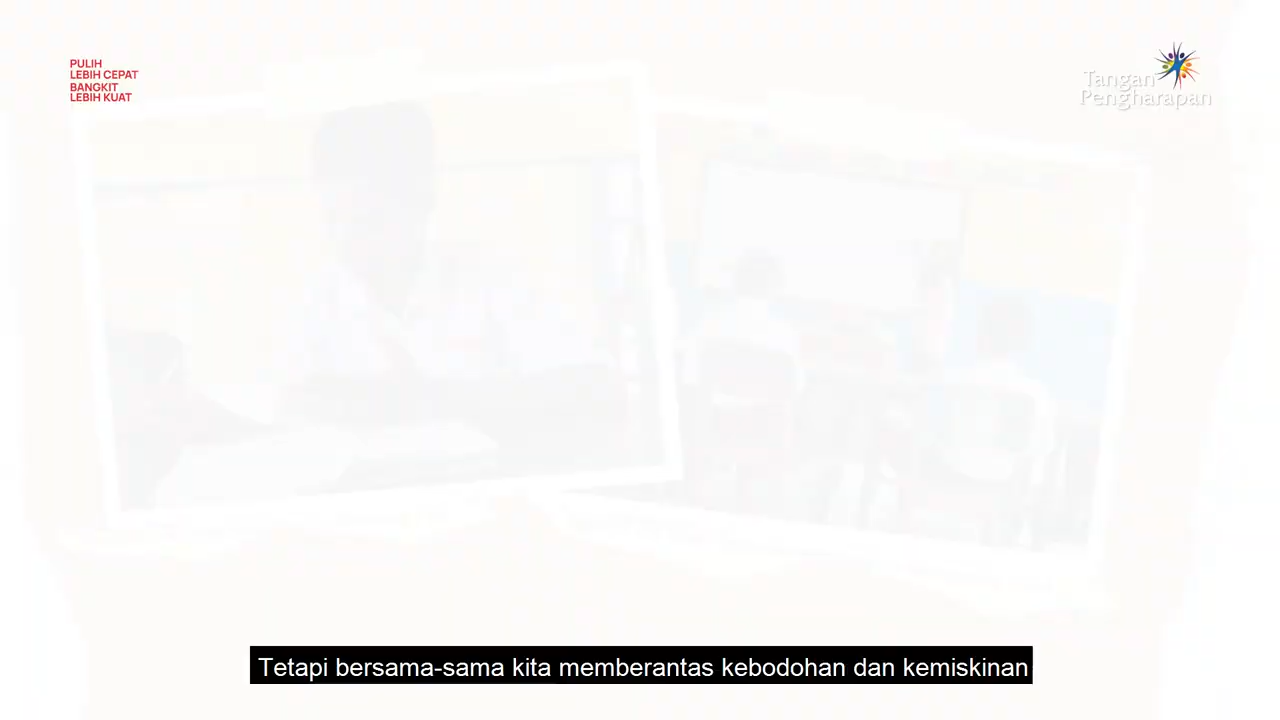 PULIH
LEBIH CEPAT
BANGKIT
LEBIH KUAT
Tangan
Pengharapan
Tetapi bersama-sama kita memberantas kebodohan dan kemiskinan